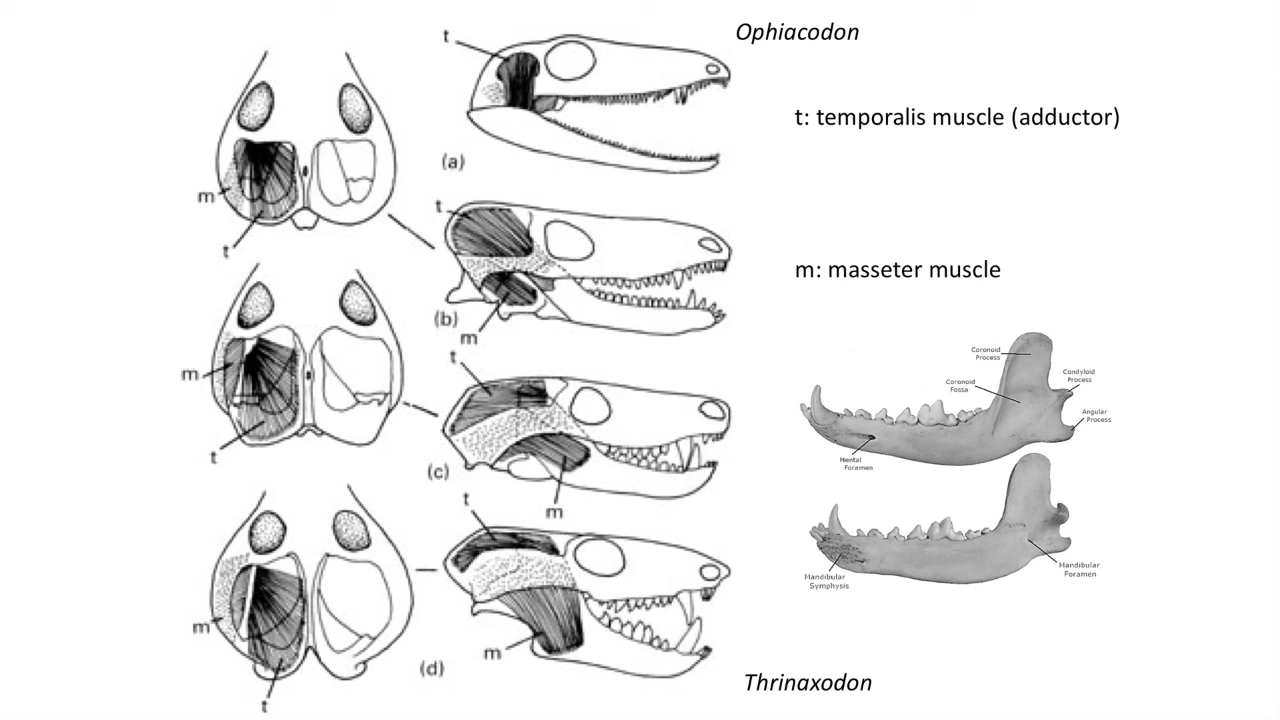 Ophiacodon
t
(a)
t: temporalis muscle (adductor)
m
t
t
(b)
m
m: masseter muscle
m
t
t
(c)
m
Coronoid
Process
Coronoid
Fossa
Condyloid
Process
Angular
Process
Mental
Foramen
Mandibular
Symphysis
Mandibular
Foramen
m
t
t
m
(d)
Thrinaxodon